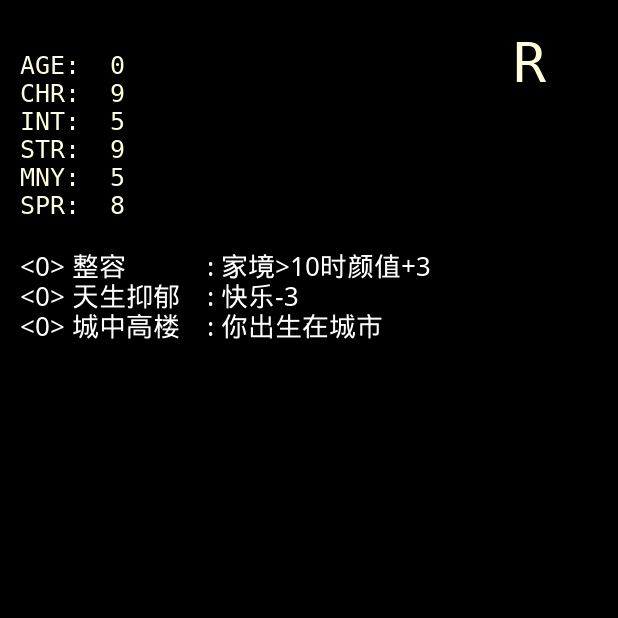 R
AGE: 0
CHR: 9
INT: 5
STR: 9
MNY: 5
SPR: 8
<0> 整容 : 家境>10时颜值+3
<0> 天生抑郁 : 快乐-3
<0> 城中高楼 : 你出生在城市